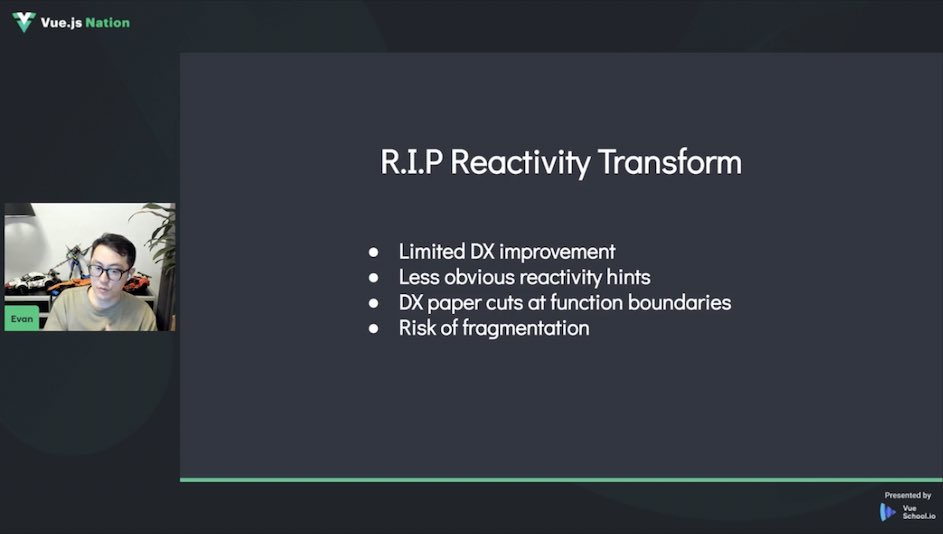 Vue.js Nation
R.I.P Reactivity Transform
● Limited DX improvement
● Less obvious reactivity hints
● DX paper cuts at function boundaries
● Risk of fragmentation
Evan
Presented by
Vue
School.io